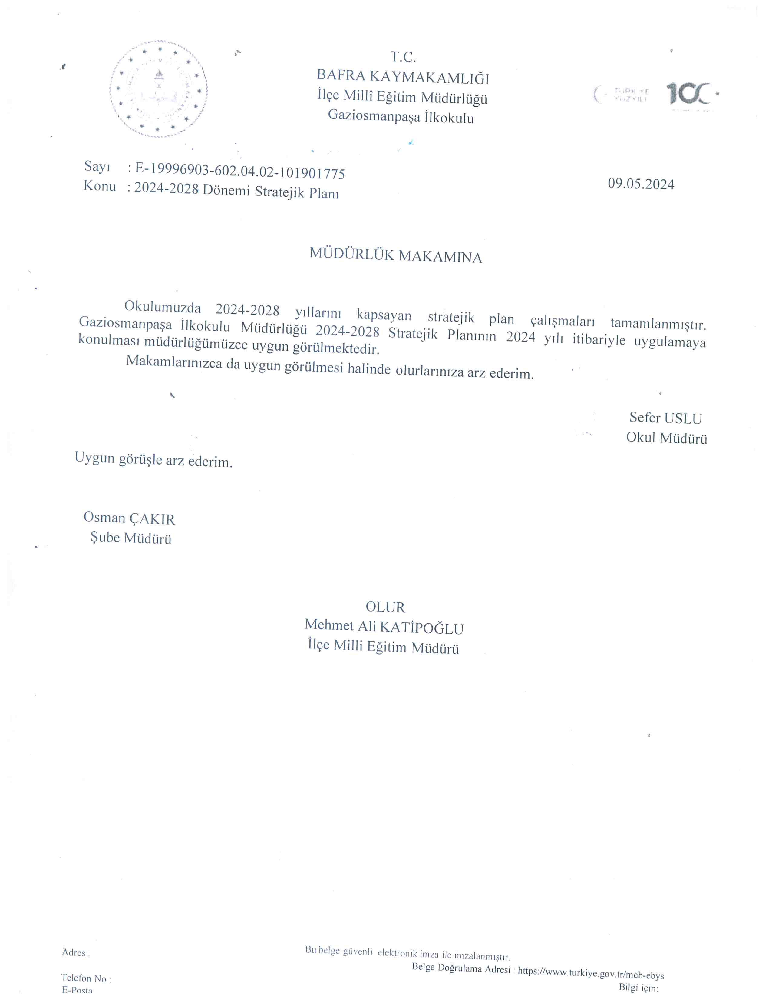 T.C.
BAFRA KAYMAKAMLIĞI
İlçe Millî Eğitim Müdürlüğü
Gaziosmanpaşa İlkokulu
TÜRKİYE
YÜZYILI
100
Sayı : E-19996903-602.04.02-101901775
09.05.2024
Konu : 2024-2028 Dönemi Stratejik Planı
MÜDÜRLÜK MAKAMINA
Okulumuzda 2024-2028 yıllarını kapsayan stratejik plan çalışmaları tamamlanmıştır.
Gaziosmanpaşa İlkokulu Müdürlüğü 2024-2028 Stratejik Planının 2024 yılı itibariyle uygulamaya
konulması müdürlüğümüzce uygun görülmektedir.
Makamlarınızca da uygun görülmesi halinde olurlarınıza arz ederim.
Sefer USLU
Okul Müdürü
Uygun görüşle arz ederim.
Osman ÇAKIR
Şube Müdürü
OLUR
Mehmet Ali KATİPOĞLU
İlçe Milli Eğitim Müdürü
Bu belge güvenli elektronik imza ile imzalanmıştır.
Adres :
Belge Doğrulama Adresi : https://www.turkiye.gov.tr/meb-ebys
Telefon No :
Bilgi için:
E-Posta: